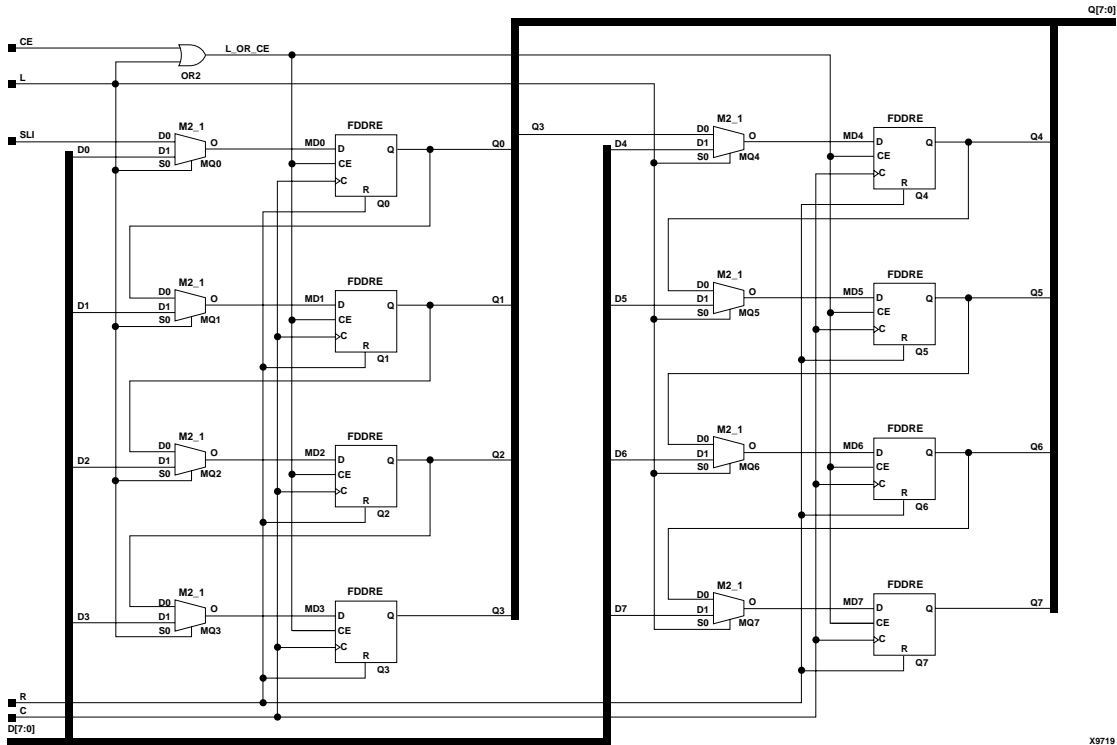 Q[7:0]
CE
L_OR_CE
L
OR2
SLI
M2_1
FDDRE
M2_1
FDDRE
D0
D0
D1
S0
O
MQ0
MD0
D
Q
CE
C
R
Q0
Q0
Q3
D4
D0
D1
S0
O
MQ4
MD4
D
Q
CE
C
R
Q4
Q4
M2_1
FDDRE
M2_1
FDDRE
D1
D0
D1
S0
O
MQ1
MD1
D
Q
CE
C
R
Q1
Q1
D5
D0
D1
S0
O
MQ5
MD5
D
Q
CE
C
R
Q5
Q5
M2_1
FDDRE
M2_1
FDDRE
D2
D0
D1
S0
O
MQ2
MD2
D
Q
CE
C
R
Q2
Q2
D6
D0
D1
S0
O
MQ6
MD6
D
Q
CE
C
R
Q6
Q6
M2_1
FDDRE
M2_1
FDDRE
D3
D0
D1
S0
O
MQ3
MD3
D
Q
CE
C
R
Q3
Q3
D7
D0
D1
S0
O
MQ7
MD7
D
Q
CE
C
R
Q7
Q7
R
C
D[7:0]
X9719